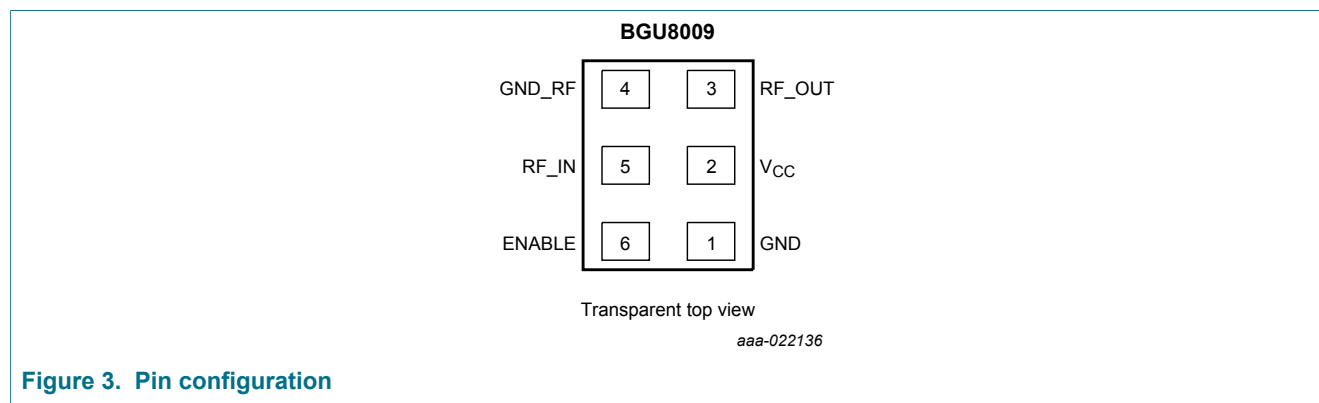 BGU8009
GND_RF 4 3 RF_OUT
RF_IN 5 2 VCC
ENABLE 6 1 GND
Transparent top view
aaa-022136
Figure 3. Pin configuration